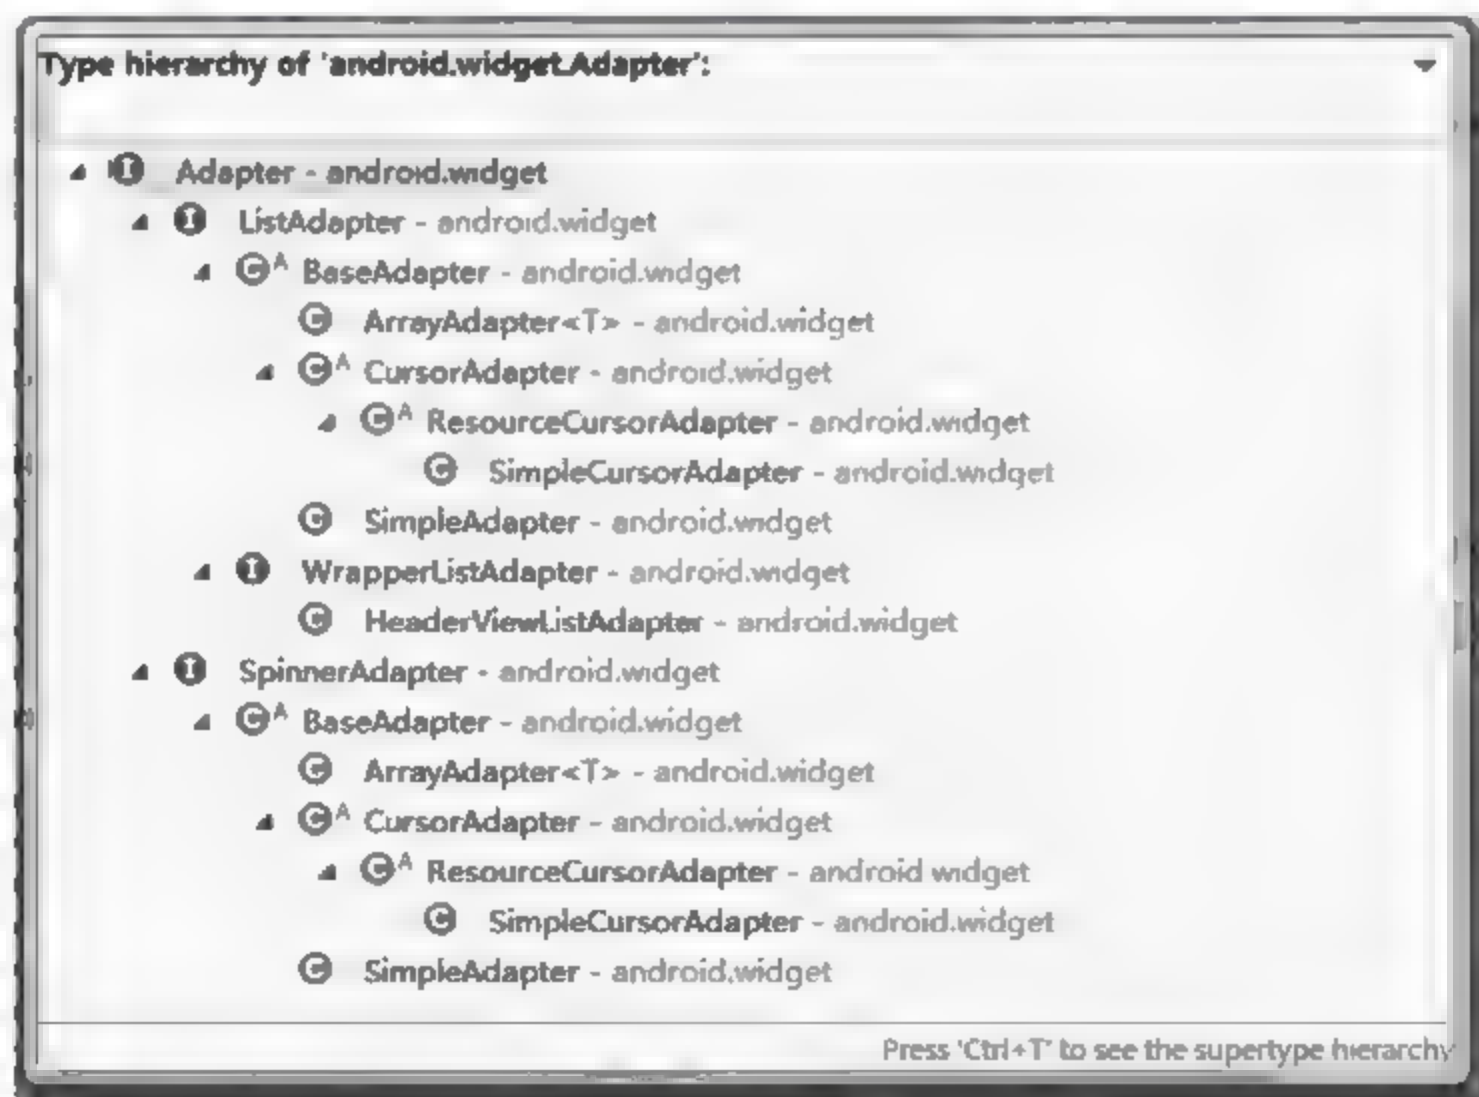 Type hierarchy of 'android.widget.Adapter':
I Adapter - android.widget
I ListAdapter - android.widget
C A BaseAdapter - android.widget
C ArrayAdapter<T> - android.widget
C A CursorAdapter - android.widget
C A ResourceCursorAdapter - android.widget
C SimpleCursorAdapter - android.widget
C SimpleAdapter - android.widget
I WrapperListAdapter - android.widget
C HeaderViewListAdapter - android.widget
I SpinnerAdapter - android.widget
C A BaseAdapter - android.widget
C ArrayAdapter<T> - android.widget
C A CursorAdapter - android.widget
C A ResourceCursorAdapter - android.widget
C SimpleCursorAdapter - android.widget
C SimpleAdapter - android.widget
Press 'Ctrl+T' to see the supertype hierarchy